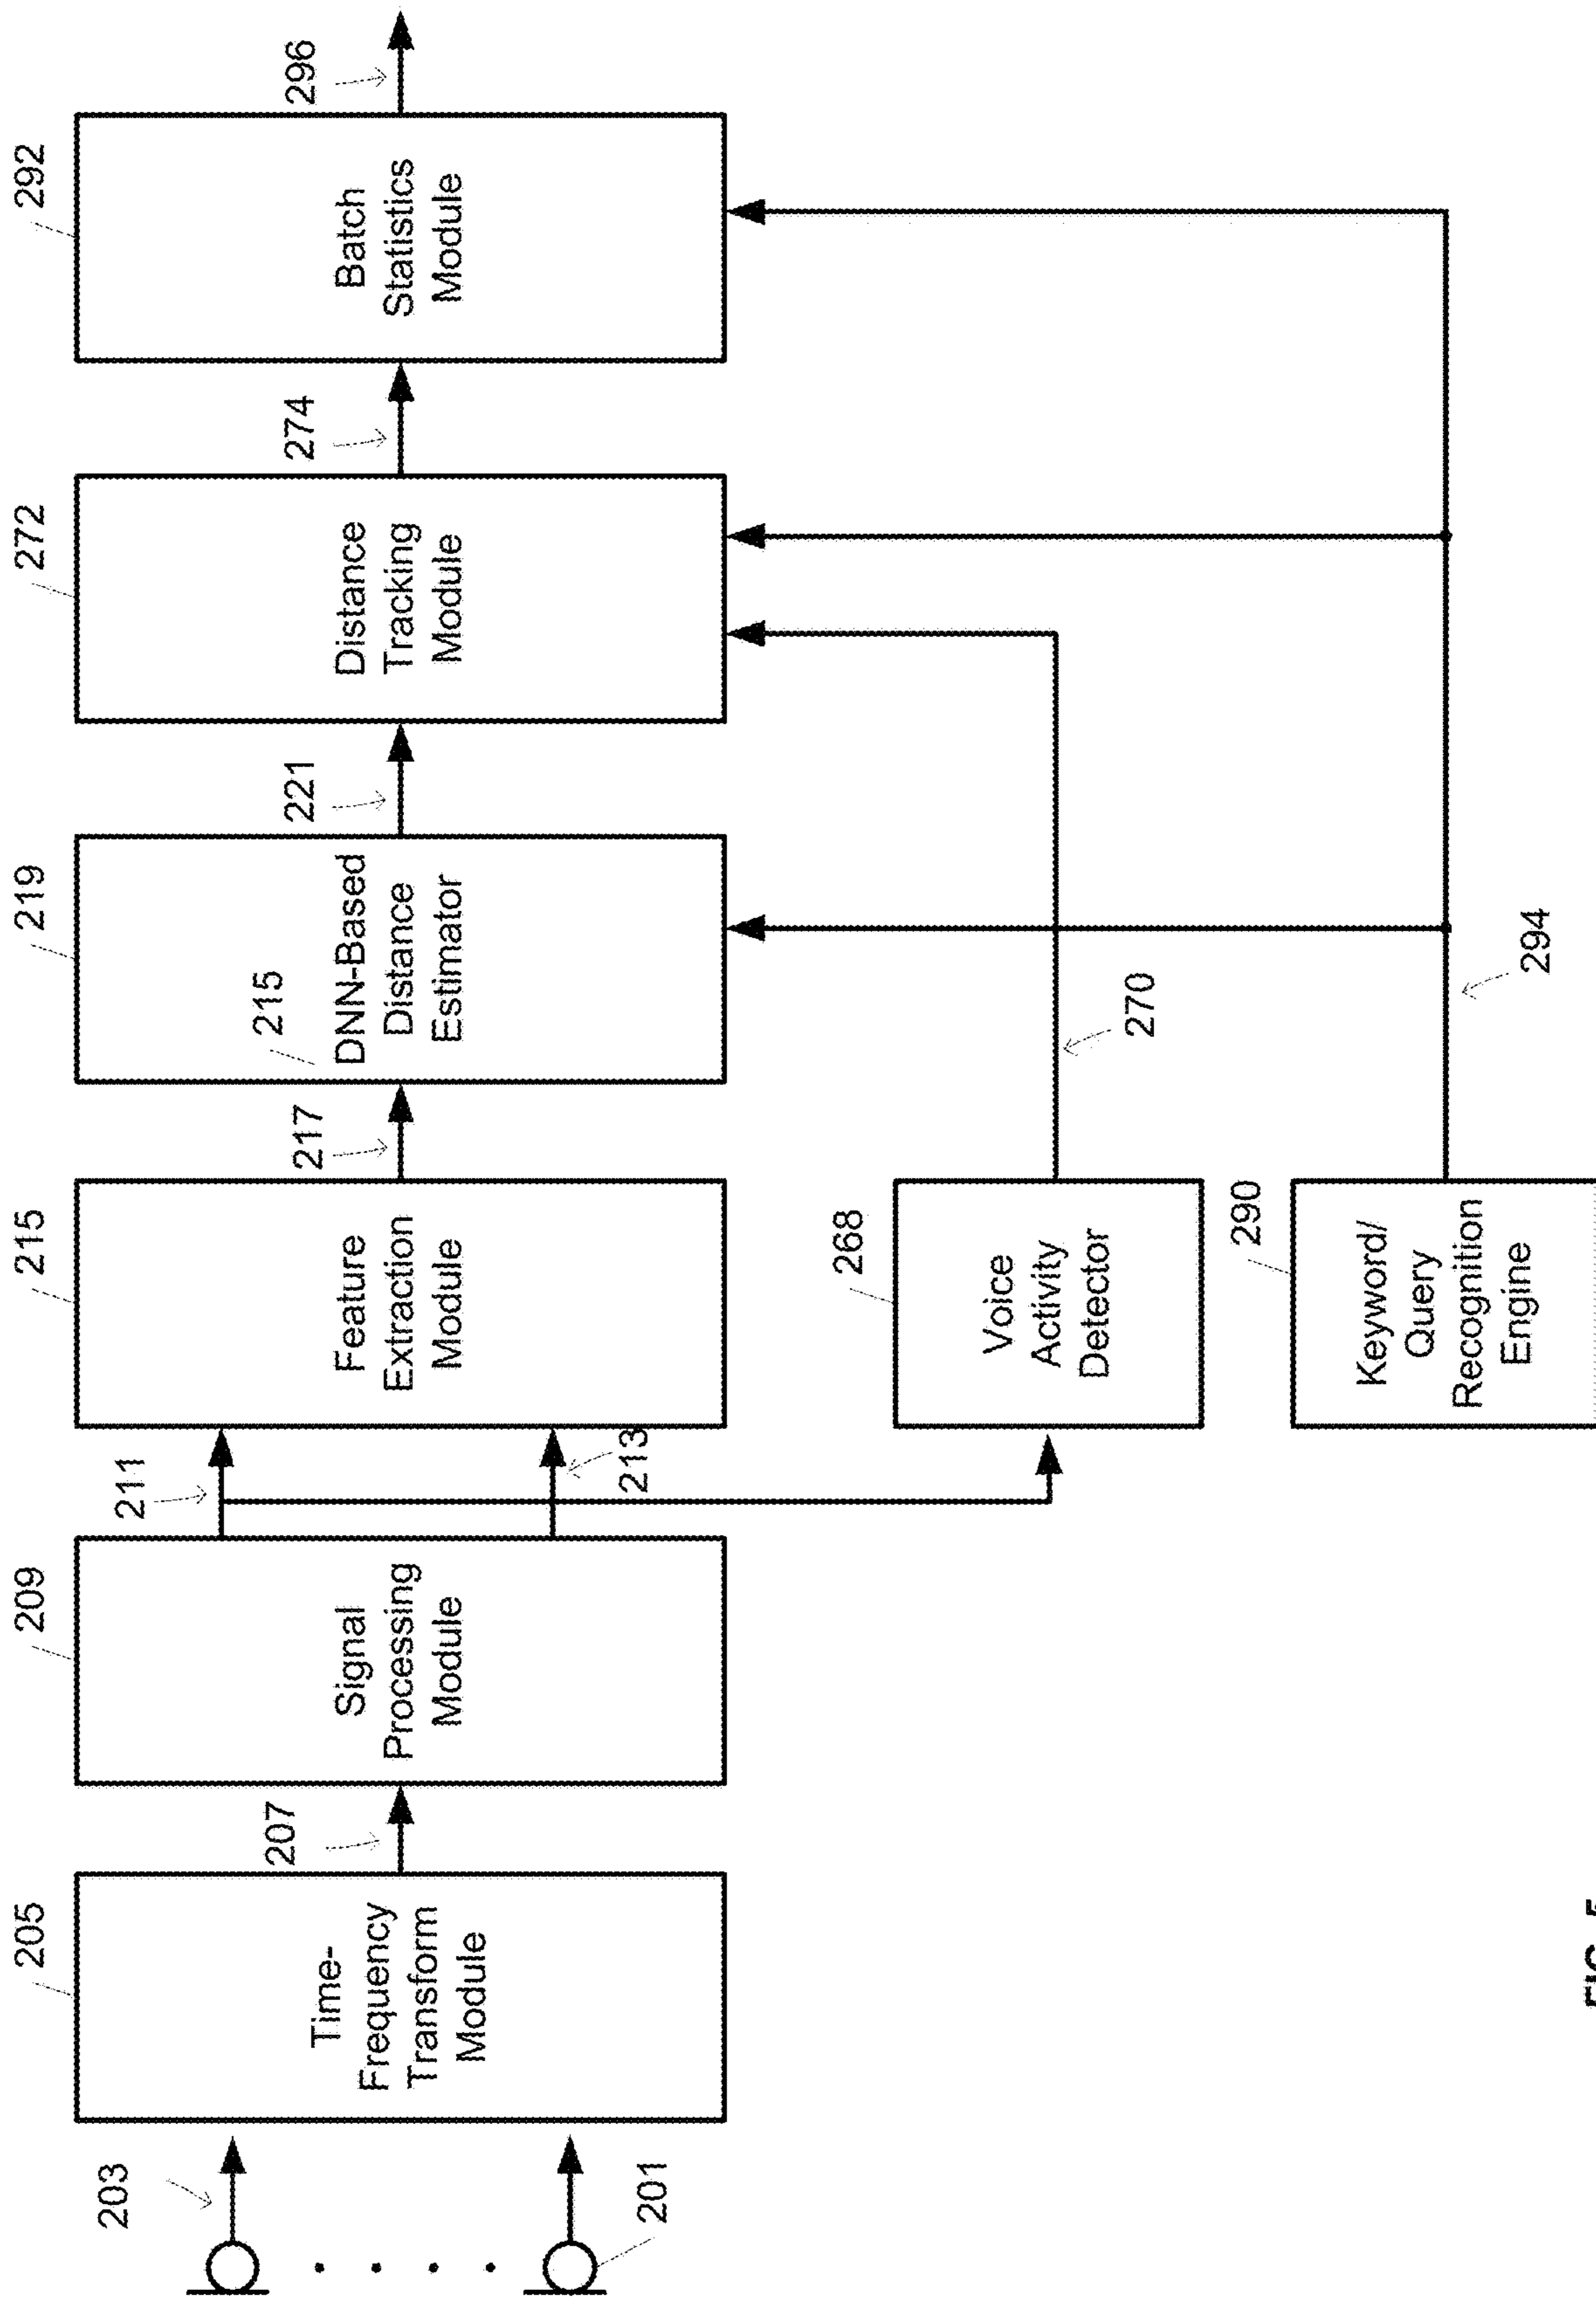 205
209
215
219
272
292
203
207
211
217
221
274
296
Time-
Frequency
Transform
Module
Signal
Processing
Module
Feature
Extraction
Module
215
DNN-Based
Distance
Estimator
Distance
Tracking
Module
Batch
Statistics
Module
201
213
268
Voice
Activity
Detector
270
290
Keyword/
Query
Recognition
Engine
294